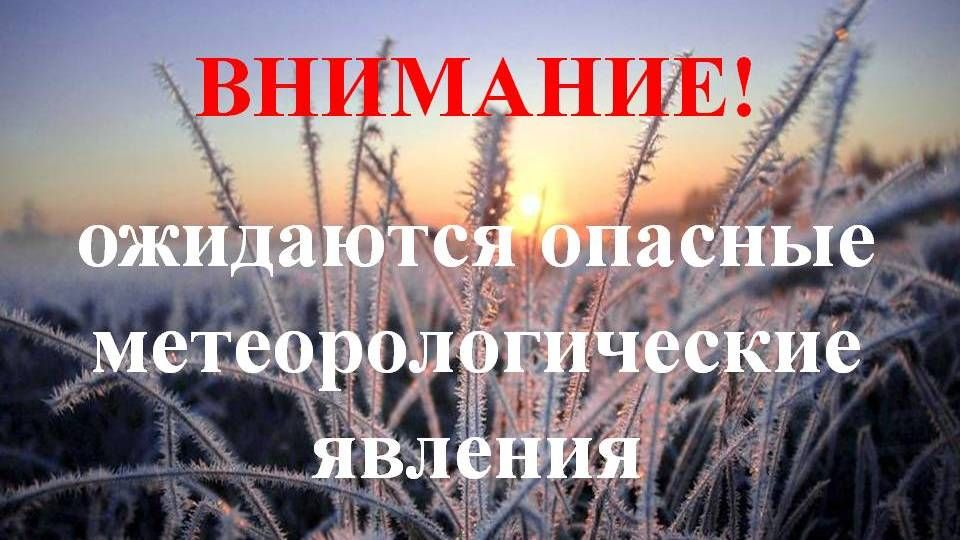 ВНИМАНИЕ!
ожидаются опасные
метеорологические
явления